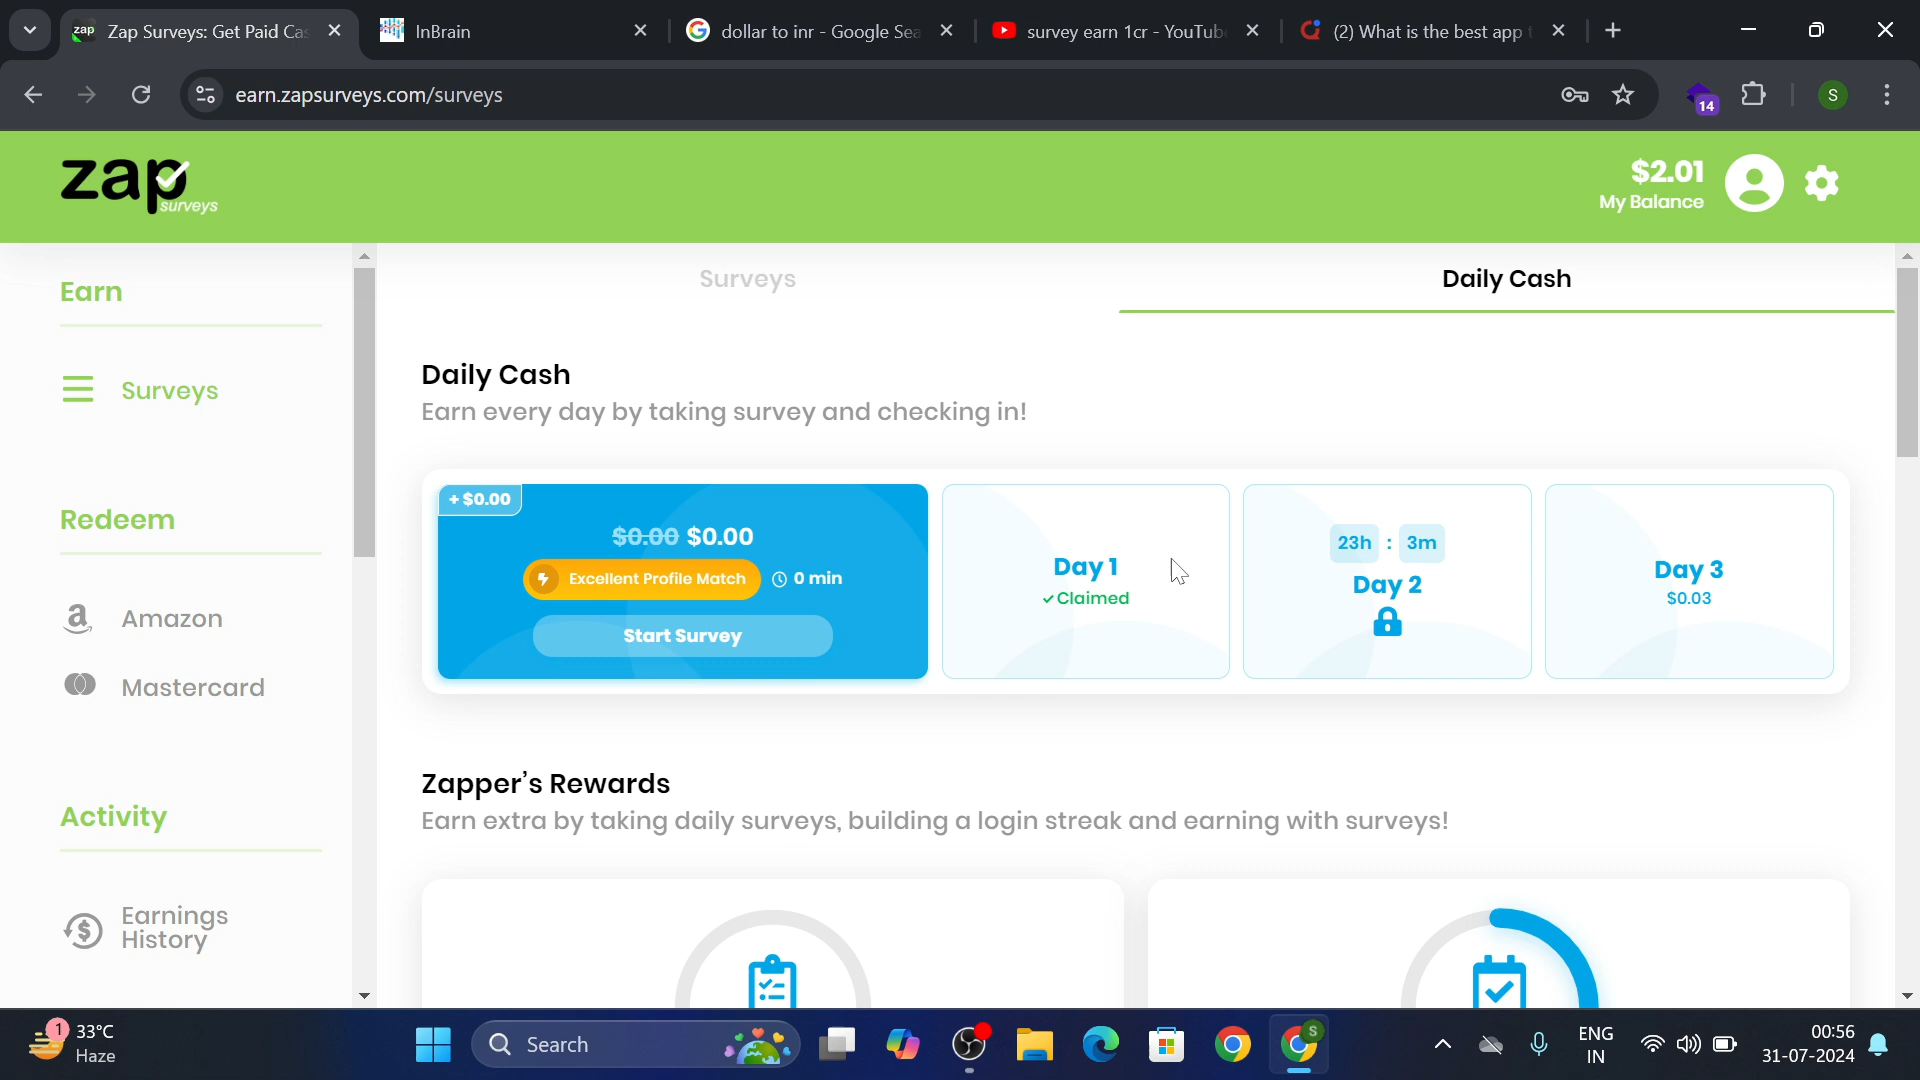 zap Zap Surveys: Get Paid Cas
InBrain
dollar to inr - Google Sea
survey earn 1cr - YouTub
(2) What is the best app t
earn.zapsurveys.com/surveys
14
S
zap surveys
$2.01
My Balance
Earn
Surveys
Redeem
Amazon
Mastercard
Activity
Earnings
History
Surveys
Daily Cash
Daily Cash
Earn every day by taking survey and checking in!
+ $0.00
$0.00 $0.00
Excellent Profile Match 0 min
Start Survey
Day 1
Claimed
23h : 3m
Day 2
Day 3
$0.03
Zapper's Rewards
Earn extra by taking daily surveys, building a login streak and earning with surveys!
1
33°C
Haze
Search
S
ENG
IN
00:56
31-07-2024